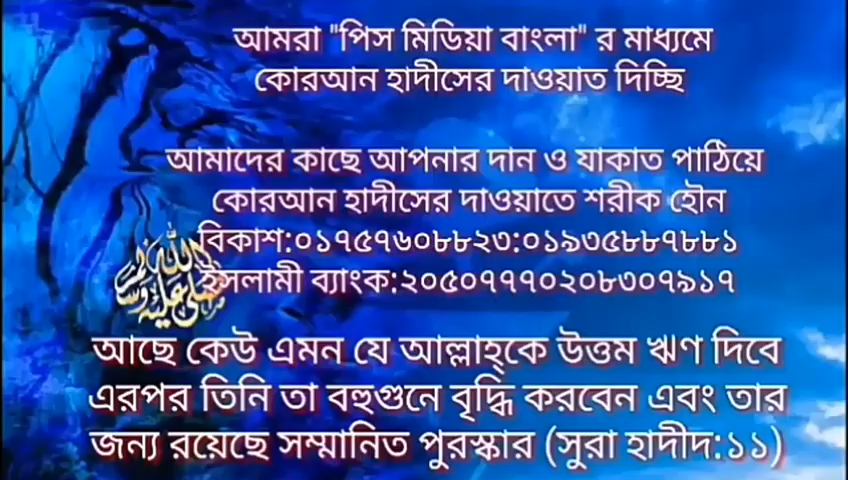 আমরা "পিস মিডিয়া বাংলা" র মাধ্যমে
কোরআন হাদীসের দাওয়াত দিচ্ছি
আমাদের কাছে আপনার দান ও যাকাত পাঠিয়ে
কোরআন হাদীসের দাওয়াতে শরীক হৌন
বিকাশ:০১৭৫৭৬০৮৮২৩:০১৯৩৫৮৮৭৮৮১
ইসলামী ব্যাংক:২০৫০৭৭৭০২০৮৩০৭৯১৭
আছে কেউ এমন যে আল্লাহ্কে উত্তম ঋণ দিবে
এরপর তিনি তা বহুগুনে বৃদ্ধি করবেন এবং তার
জন্য রয়েছে সম্মানিত পুরস্কার (সুরা হাদীদ:১১)